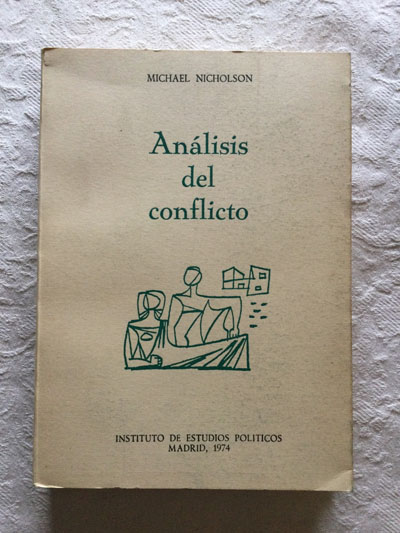 MICHAEL NICHOLSON
Análisis
del
conflicto
INSTITUTO DE ESTUDIOS POLITICOS
MADRID, 1974